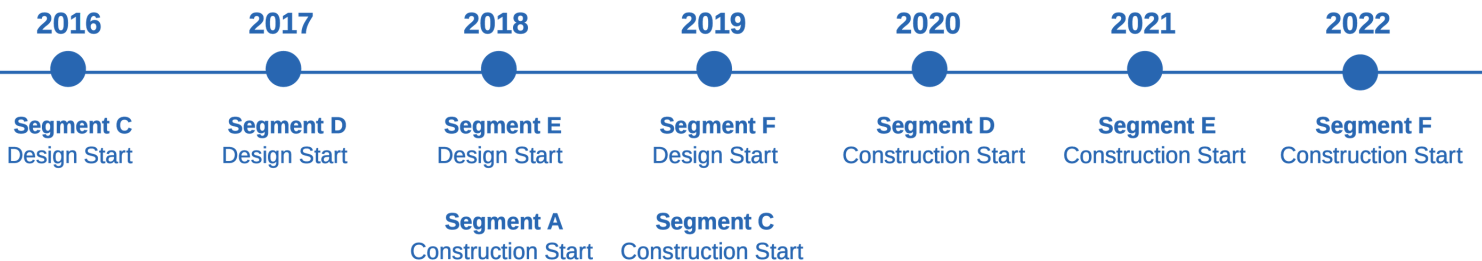 2016 2017 2018 2019 2020 2021 2022
Segment C Segment D Segment E Segment F Segment D Segment E Segment F
Design Start Design Start Design Start Design Start Construction Start Construction Start Construction Start
Segment A Segment C
Construction Start Construction Start